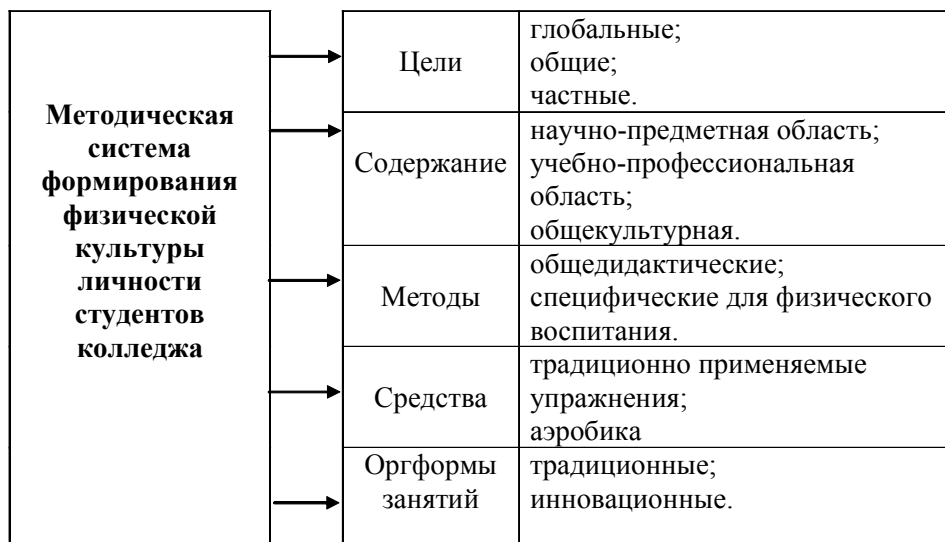 Методическая
система
формирования
физической
культуры
личности
студентов
колледжа
Цели
глобальные;
общие;
частные.
Содержание
научно-предметная область;
учебно-профессиональная
область;
общекультурная.
Методы
общедидактические;
специфические для физического
воспитания.
Средства
традиционно применяемые
упражнения;
аэробика
Оргформы
занятий
традиционные;
инновационные.